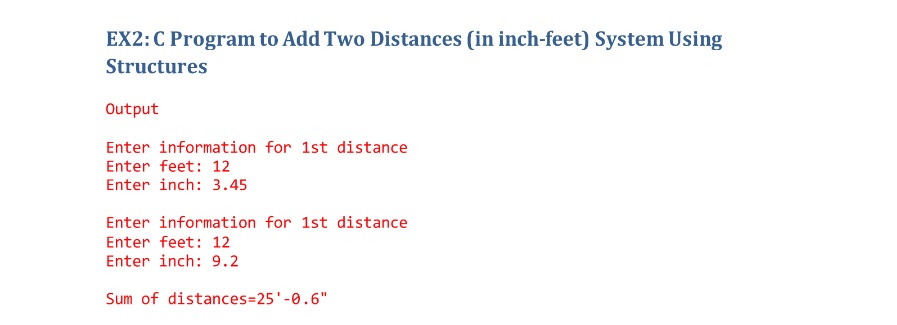 EX2: C Program to Add Two Distances (in inch-feet) System Using
Structures
Output
Enter information for 1st distance
Enter feet: 12
Enter inch: 3.45
Enter information for 1st distance
Enter feet: 12
Enter inch: 9.2
Sum of distances=25'-0.6"